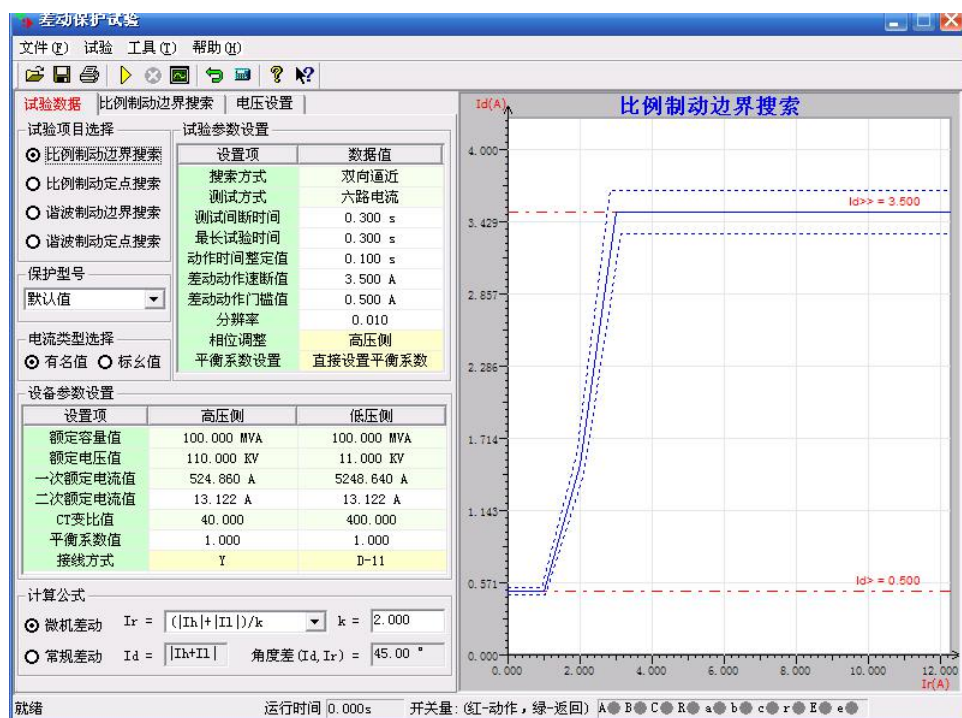 差动保护试验
文件(F) 试验 工具(T) 帮助(H)
试验数据 比例制动边界搜索 电压设置
试验项目选择
比例制动边界搜索
比例制动定点搜索
谐波制动边界搜索
谐波制动定点搜索
保护型号
默认值
电流类型选择
有名值 标幺值
试验参数设置
设置项 数据值
搜索方式 双向逼近
测试方式 六路电流
测试间断时间 0.300 s
最长试验时间 0.300 s
动作时间整定值 0.100 s
差动动作速断值 3.500 A
差动动作门槛值 0.500 A
分辨率 0.010
相位调整 高压侧
平衡系数设置 直接设置平衡系数
设备参数设置
设置项 高压侧 低压侧
额定容量值 100.000 MVA 100.000 MVA
额定电压值 110.000 KV 11.000 KV
一次额定电流值 524.860 A 5248.640 A
二次额定电流值 13.122 A 13.122 A
CT变比值 40.000 400.000
平衡系数值 1.000 1.000
接线方式 Y D-11
计算公式
微机差动 Ir = (|Ih|+|Il|)/k k = 2.000
常规差动 Id = |Ih+Il| 角度差(Id,Ir) = 45.00 °
Id(A) 比例制动边界搜索
4.000
Id>> = 3.500
3.429
2.857
2.286
1.714
1.143
Id> = 0.500
0.571
0.000
0.000 2.000 4.000 6.000 8.000 10.000 12.000
Ir(A)
就绪 运行时间 0.000s 开关量:(红-动作，绿-返回) A B C R a b c r E e